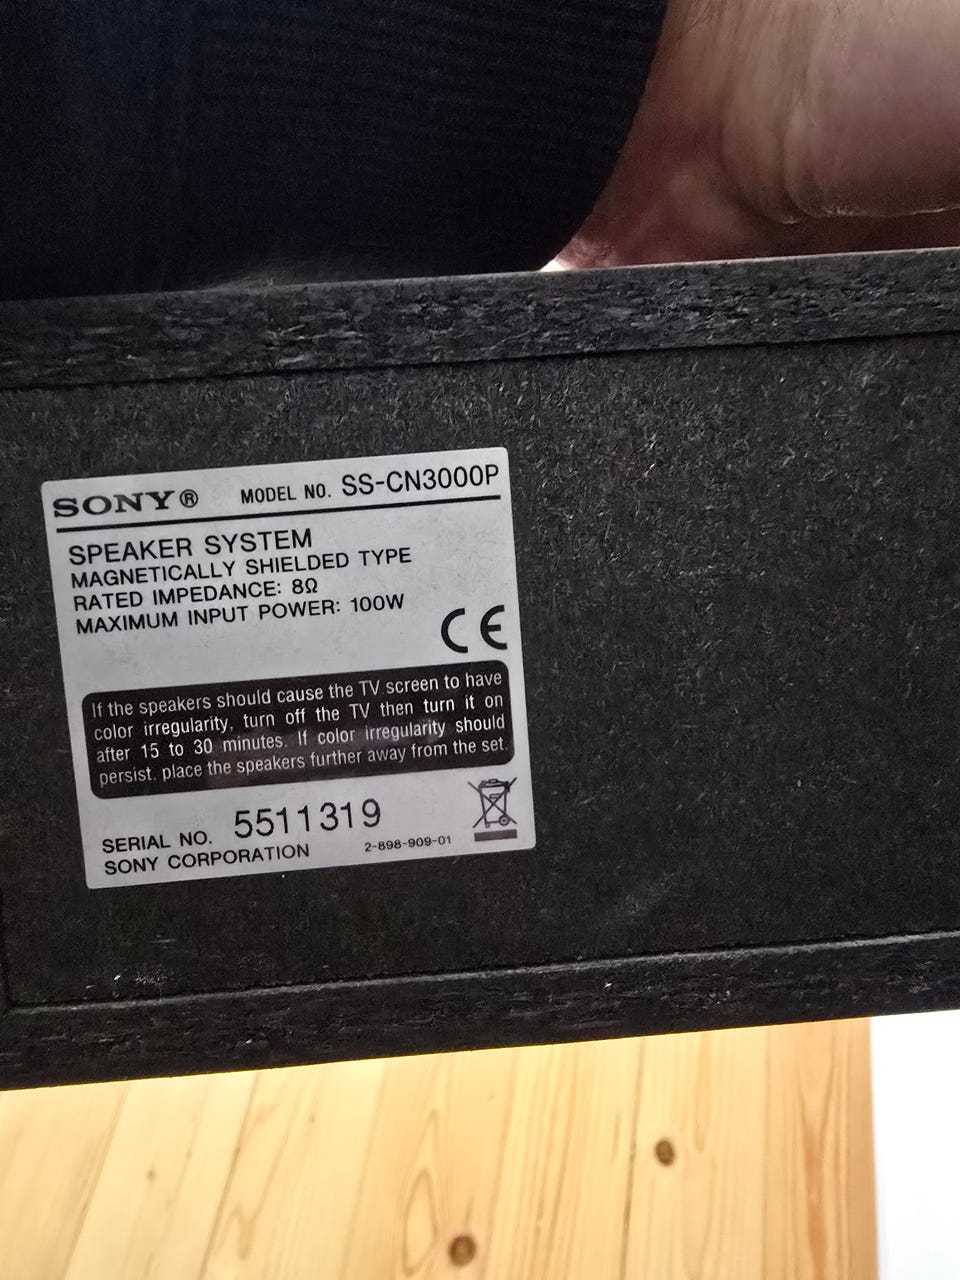 SONY® MODEL NO. SS-CN3000P
SPEAKER SYSTEM
MAGNETICALLY SHIELDED TYPE
RATED IMPEDANCE: 8Ω
MAXIMUM INPUT POWER: 100W
CE
If the speakers should cause the TV screen to have
color irregularity, turn off the TV then turn it on
after 15 to 30 minutes. If color irregularity should
persist, place the speakers further away from the set.
SERIAL NO. 5511319
SONY CORPORATION 2-898-909-01